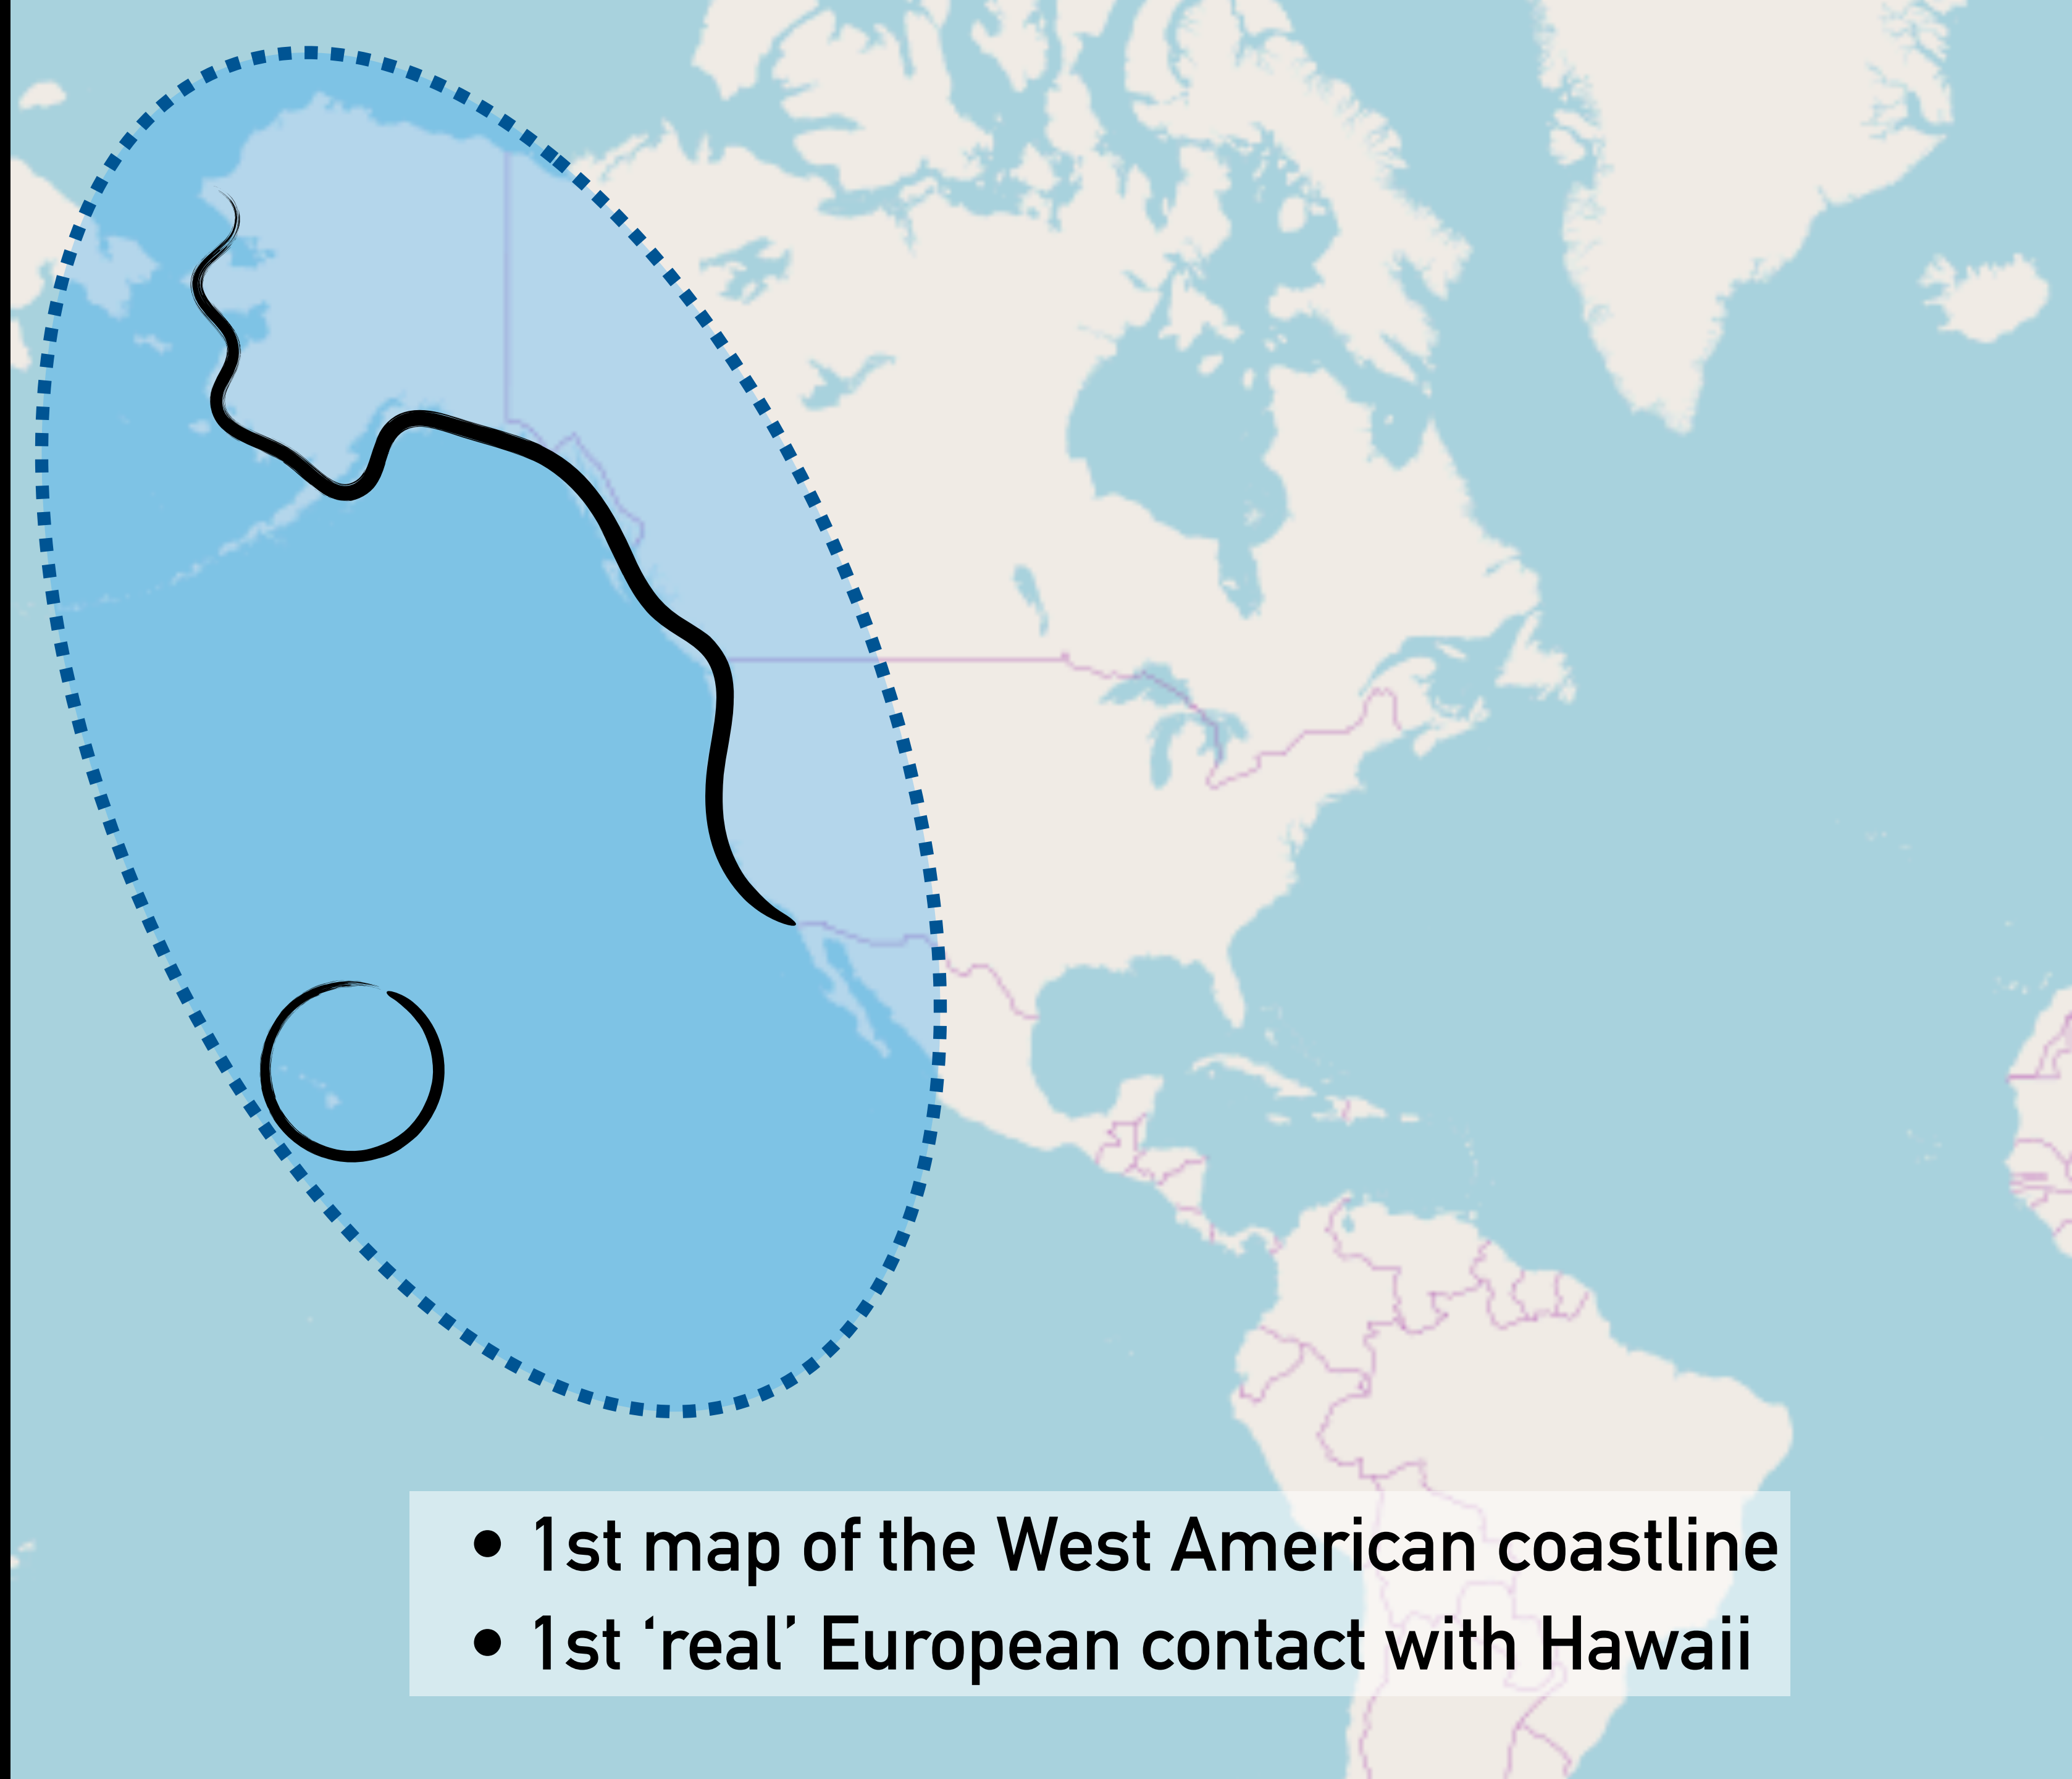 • 1st map of the West American coastline
• 1st ‘real’ European contact with Hawaii